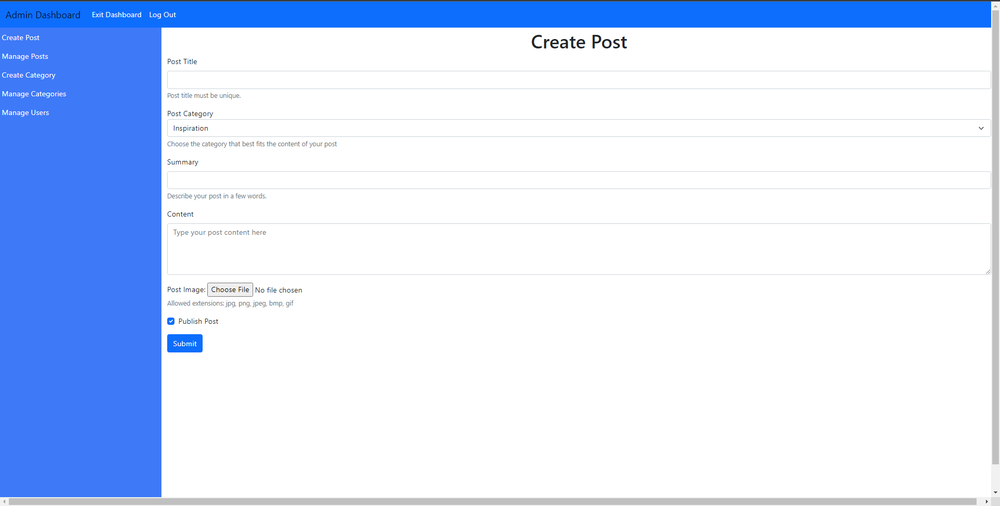 Admin Dashboard Exit Dashboard Log Out
Create Post
Manage Posts
Create Category
Manage Categories
Manage Users
Create Post
Post Title
Post title must be unique.
Post Category
Inspiration
Choose the category that best fits the content of your post
Summary
Describe your post in a few words.
Content
Type your post content here
Post Image: Choose File No file chosen
Allowed extensions: jpg, png, jpeg, bmp, gif
Publish Post
Submit